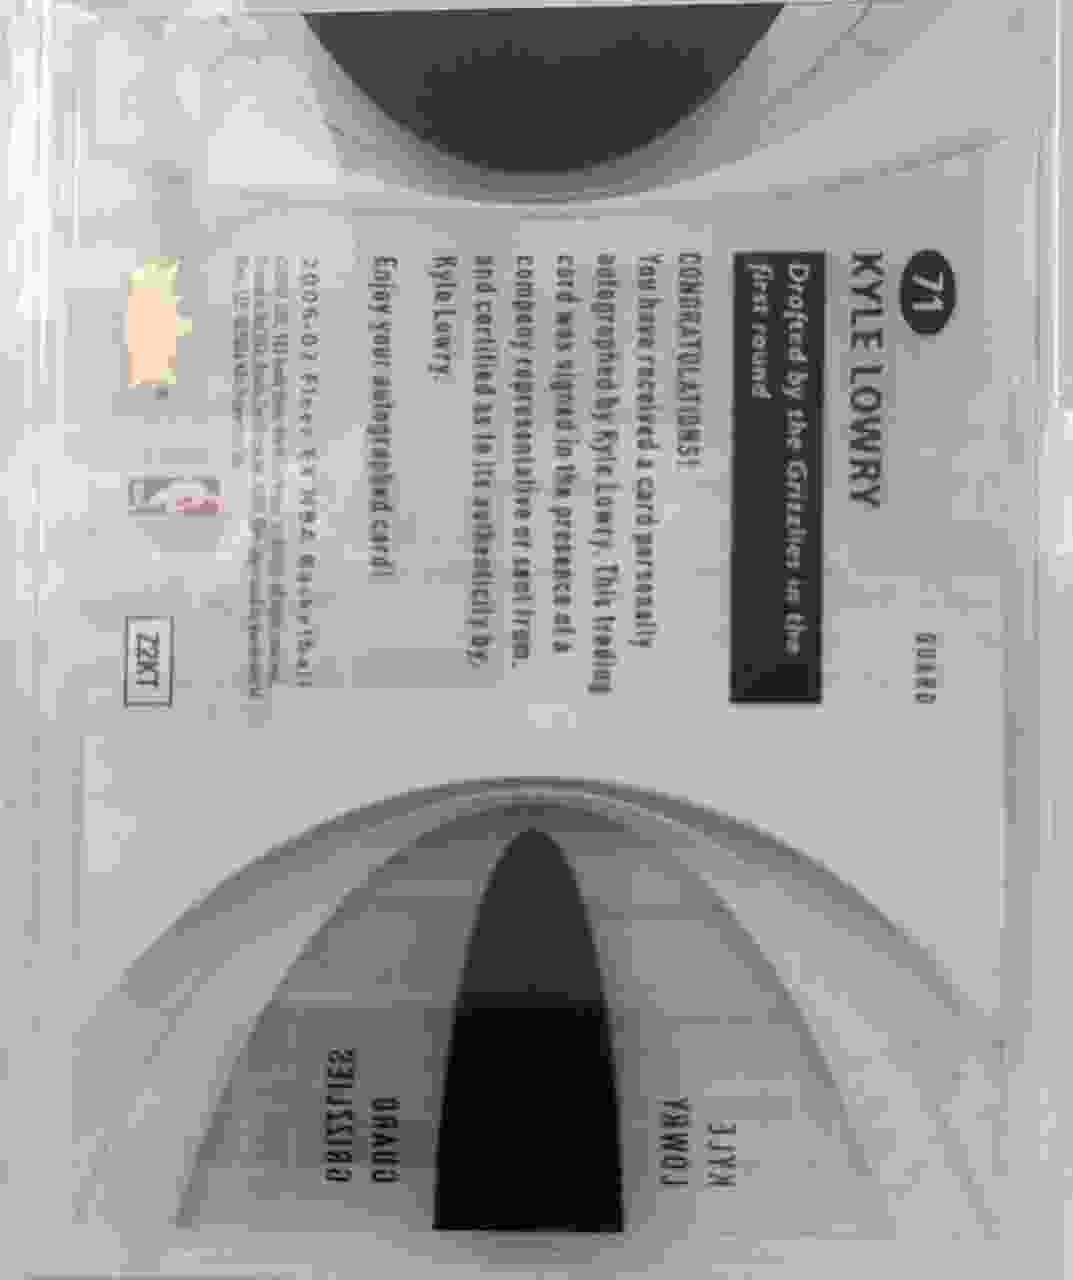 71
KYLE LOWRY
GUARD
Drafted by the Grizzlies in the
first round
CONGRATULATIONS!
You have received a card personally
autographed by Kyle Lowry. This trading
card was signed in the presence of a
company representative or sent from,
and certified as to its authenticity by,
Kyle Lowry.
Enjoy your autographed card!
2006-07 Fleer E-X NBA Basketball
KYLE
LOWRY
GUARD
GRIZZLIES